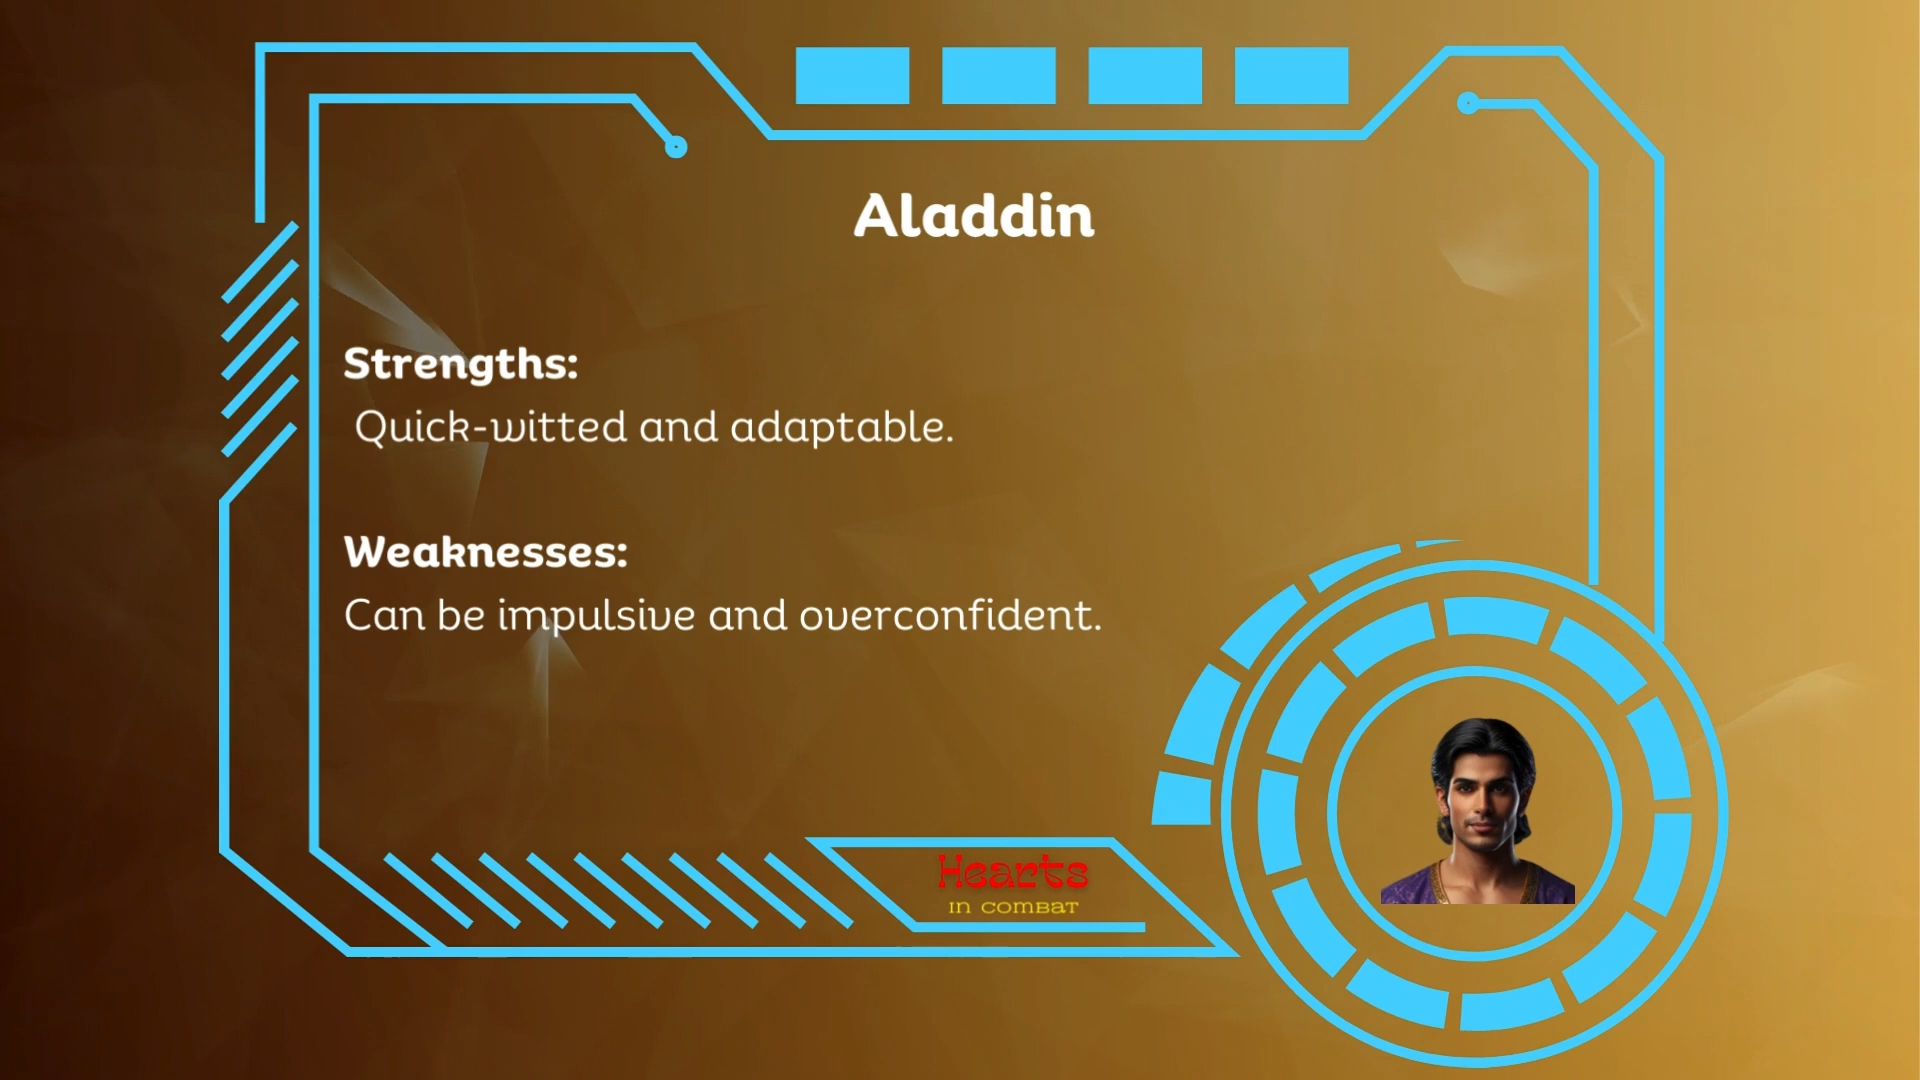 Aladdin
Strengths:
Quick-witted and adaptable.
Weaknesses:
Can be impulsive and overconfident.
Hearts
IN COMBAT